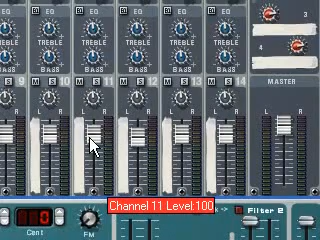 EQ EQ EQ EQ EQ
3
TREBLE TREBLE TREBLE TREBLE TREBLE
4
BASS BASS BASS BASS BASS
9 M S 10 M S 11 M S 12 M S 13 M S 14 MASTER
L R L R L R L R L R L R
Channel 11 Level:100
Filter 2
0
Cent FM